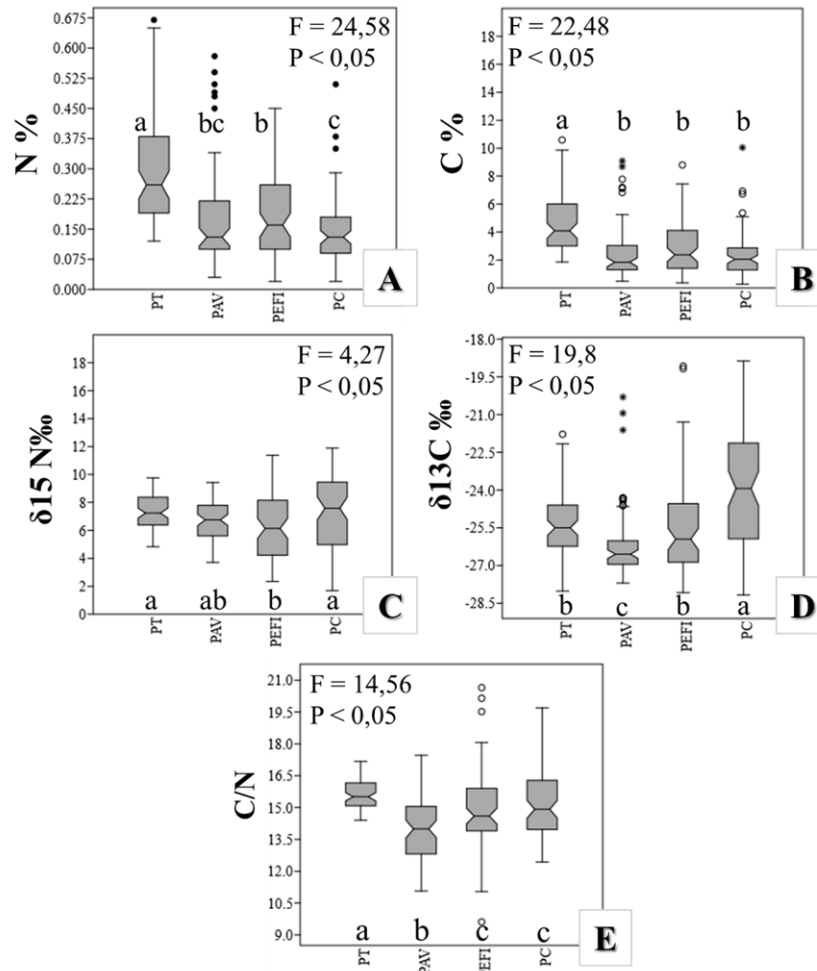 F = 24,58
P < 0,05
N %
0.675
0.600
0.525
0.450
0.375
0.300
0.225
0.150
0.075
0.000
a bc b c
PT PAV PEFI PC
A
F = 22,48
P < 0,05
C %
18
16
14
12
10
8
6
4
2
0
a b b b
PT PAV PEFI PC
B
F = 4,27
P < 0,05
δ15 N‰
18
16
14
12
10
8
6
4
2
0
a ab b a
PT PAV PEFI PC
C
F = 19,8
P < 0,05
δ13C ‰
-18.0
-19.5
-21.0
-22.5
-24.0
-25.5
-27.0
-28.5
b c b a
PT PAV PEFI PC
D
F = 14,56
P < 0,05
C/N
21.0
19.5
18.0
16.5
15.0
13.5
12.0
10.5
9.0
a b c c
PT PAV PEFI PC
E